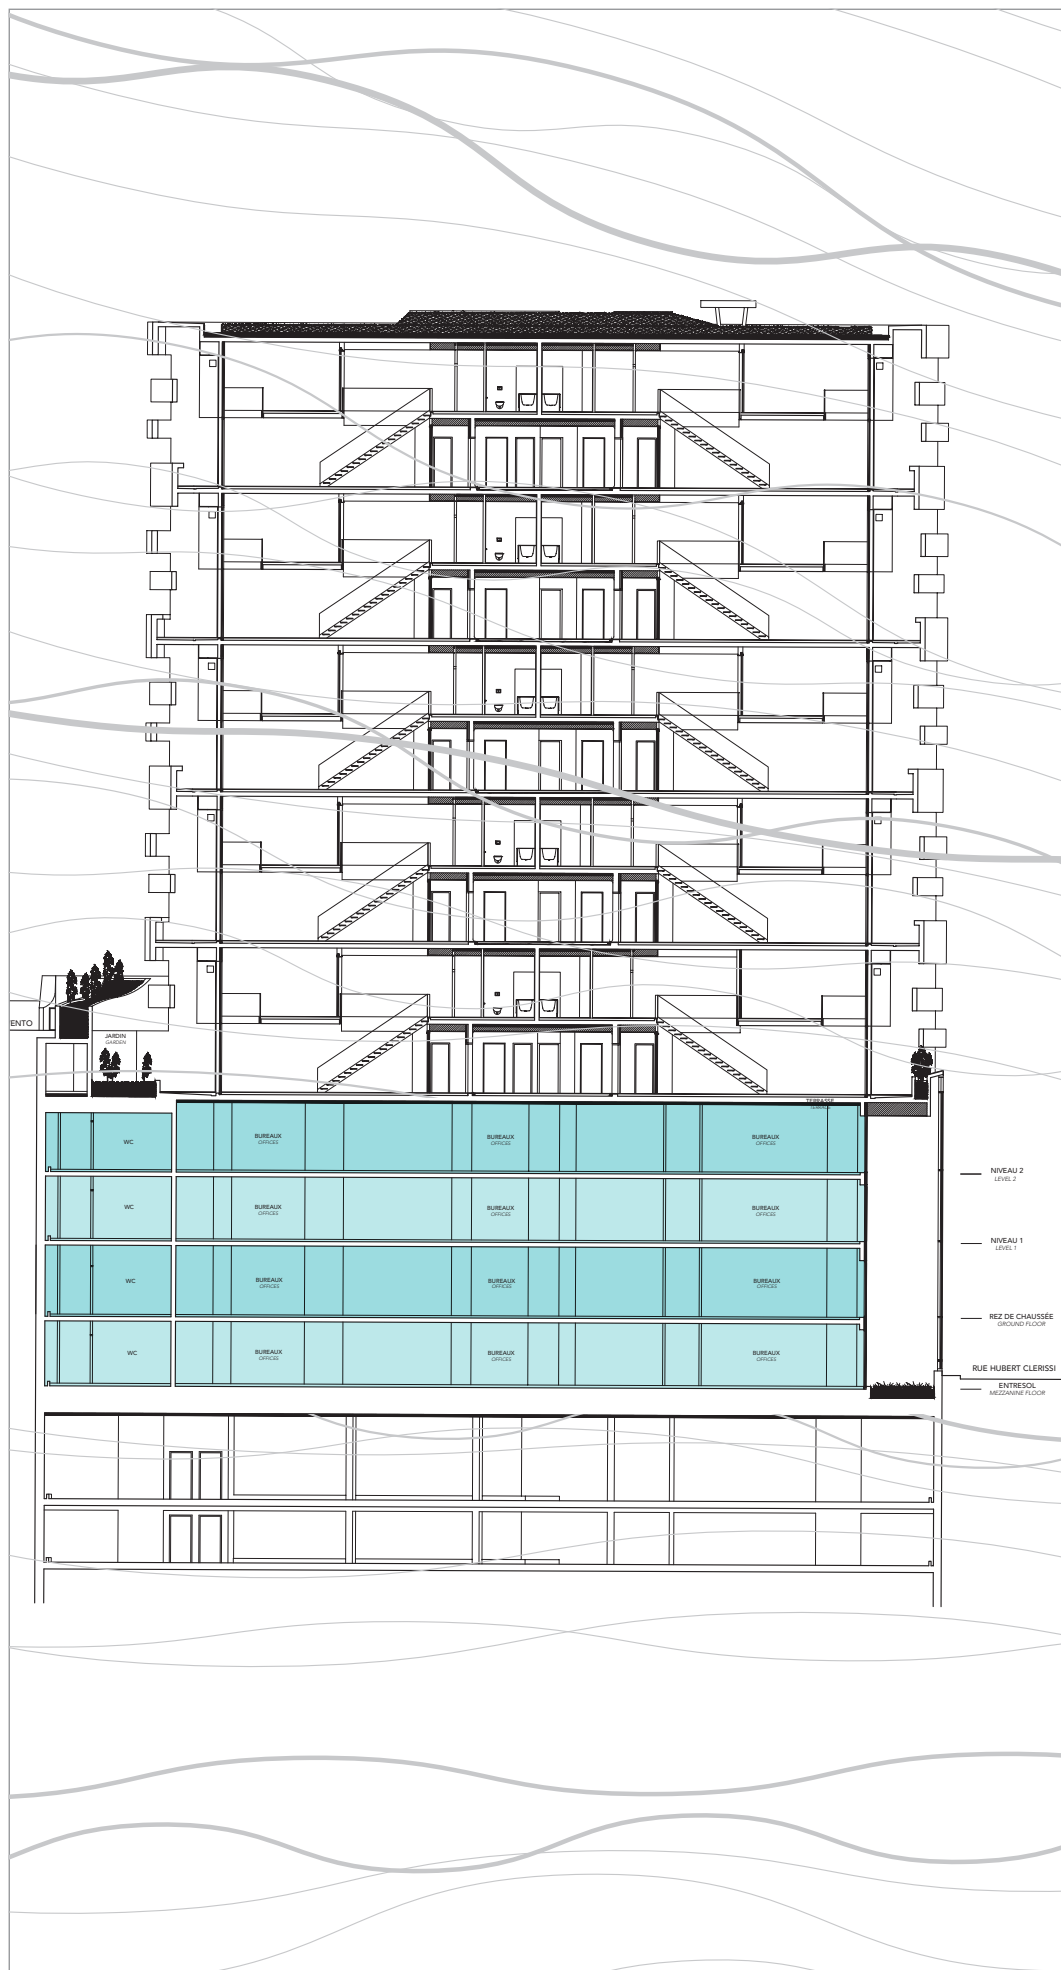 ENTO
JARDIN
GARDEN
TERRASSE
TERRACE
WC
BUREAUX
OFFICES
BUREAUX
OFFICES
BUREAUX
OFFICES
NIVEAU 2
LEVEL 2
WC
BUREAUX
OFFICES
BUREAUX
OFFICES
BUREAUX
OFFICES
NIVEAU 1
LEVEL 1
WC
BUREAUX
OFFICES
BUREAUX
OFFICES
BUREAUX
OFFICES
REZ DE CHAUSSÉE
GROUND FLOOR
WC
BUREAUX
OFFICES
BUREAUX
OFFICES
BUREAUX
OFFICES
RUE HUBERT CLERISSI
ENTRESOL
MEZZANINE FLOOR